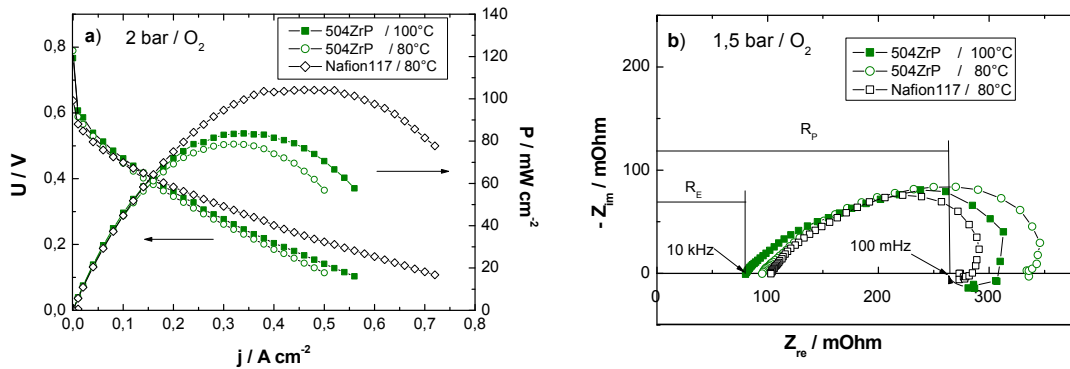 a) 2 bar / O2
504ZrP / 100°C
504ZrP / 80°C
Nafion117 / 80°C
U / V
0,8
0,6
0,4
0,2
0,0
0,0 0,1 0,2 0,3 0,4 0,5 0,6 0,7 0,8
j / A cm-2
140
120
100
80
60
40
20
0
P / mW cm-2
b) 1,5 bar / O2
504ZrP / 100°C
504ZrP / 80°C
Nafion117 / 80°C
- Zim / mOhm
200
100
0
RP
RE
10 kHz
100 mHz
0 100 200 300
Zre / mOhm